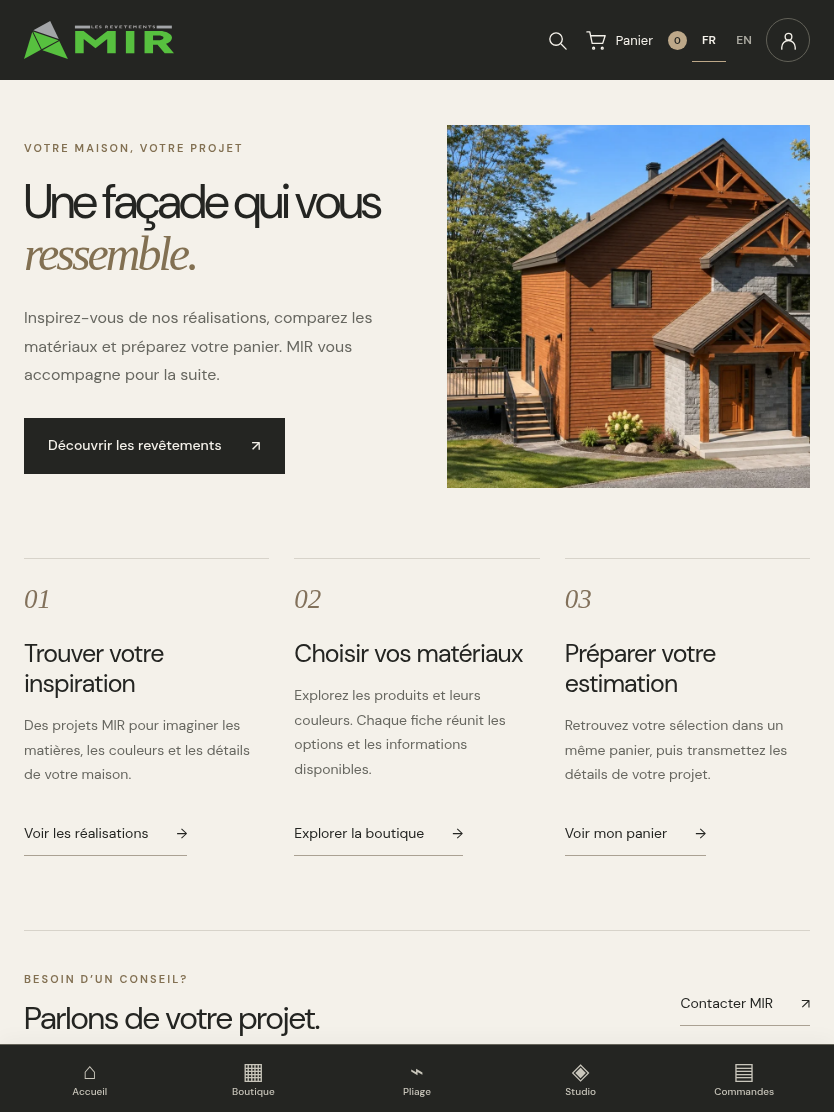 LES REVÊTEMENTS
MIR
Panier
0
FR
EN
VOTRE MAISON, VOTRE PROJET
Une façade qui vous
ressemble.
Inspirez-vous de nos réalisations, comparez les
matériaux et préparez votre panier. MIR vous
accompagne pour la suite.
Découvrir les revêtements
01
Trouver votre
inspiration
Des projets MIR pour imaginer les
matières, les couleurs et les détails
de votre maison.
Voir les réalisations
02
Choisir vos matériaux
Explorez les produits et leurs
couleurs. Chaque fiche réunit les
options et les informations
disponibles.
Explorer la boutique
03
Préparer votre
estimation
Retrouvez votre sélection dans un
même panier, puis transmettez les
détails de votre projet.
Voir mon panier
BESOIN D’UN CONSEIL?
Parlons de votre projet.
Contacter MIR
Accueil
Boutique
Pliage
Studio
Commandes